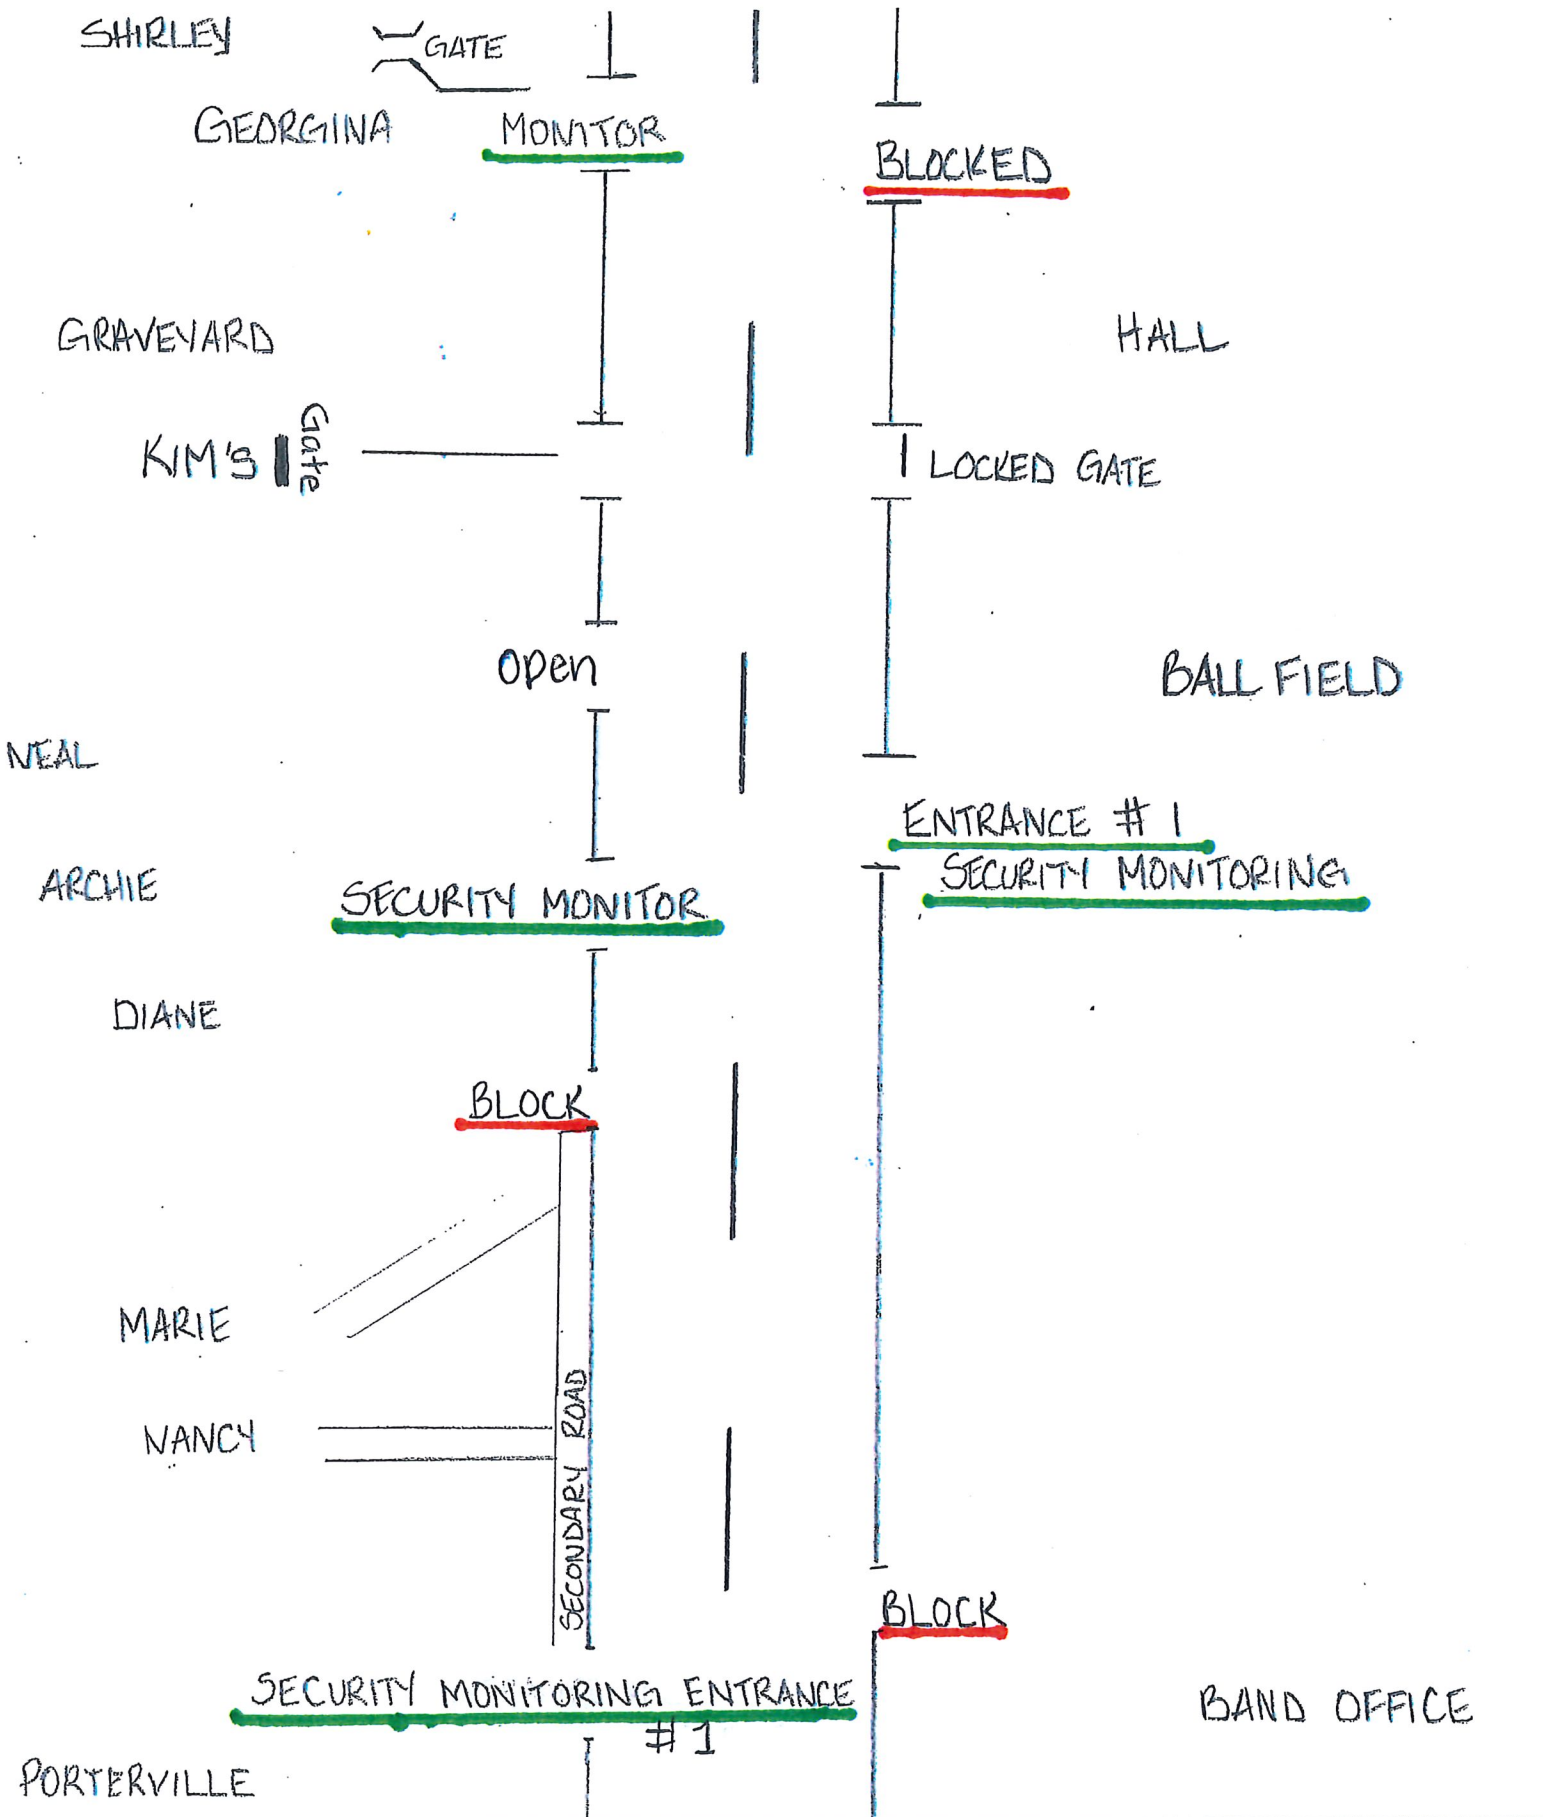 SHIRLEY
GATE
GEORGINA
MONITOR
BLOCKED
GRAVEYARD
HALL
KIM'S
Gate
LOCKED GATE
Open
BALL FIELD
NEAL
ENTRANCE # 1
SECURITY MONITORING
ARCHIE
SECURITY MONITOR
DIANE
BLOCK
MARIE
NANCY
SECONDARY ROAD
BLOCK
SECURITY MONITORING ENTRANCE
# 1
BAND OFFICE
PORTERVILLE